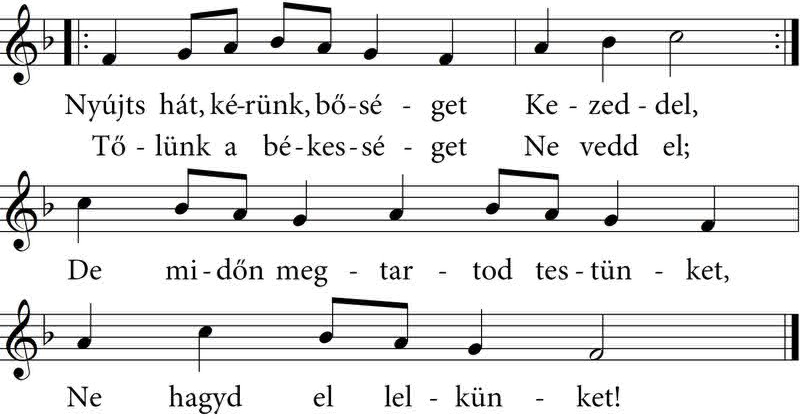 Nyújts hát, ké-rünk, bő-sé - get Ke - zed - del,
Tő - lünk a bé - kes - sé - get Ne vedd el;
De mi - dőn meg - tar - tod tes - tün - ket,
Ne hagyd el lel - kün - ket!